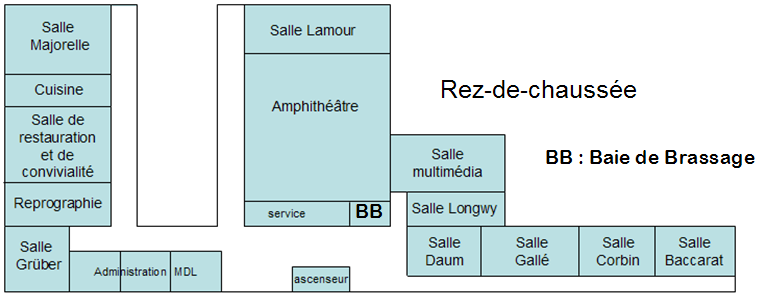 Salle
Majorelle
Cuisine
Salle de
restauration
et de
convivialité
Reprographie
Salle
Grüber
Administration
MDL
Salle Lamour
Amphithéâtre
service
BB
ascenseur
Salle
multimédia
Salle Longwy
Salle
Daum
Salle
Gallé
Salle
Corbin
Salle
Baccarat
Rez-de-chaussée
BB : Baie de Brassage